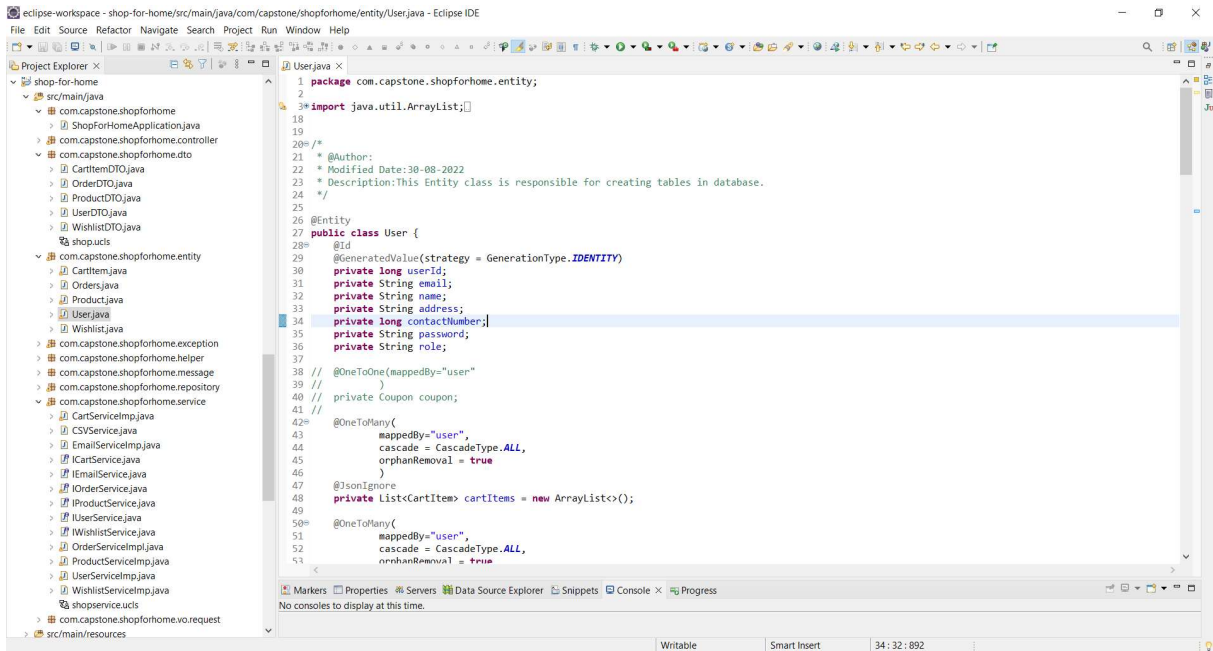 eclipse-workspace - shop-for-home/src/main/java/com/capstone/shopforhome/entity/User.java - Eclipse IDE
File Edit Source Refactor Navigate Search Project Run Window Help
Project Explorer
shop-for-home
src/main/java
com.capstone.shopforhome
ShopForHomeApplication.java
com.capstone.shopforhome.controller
com.capstone.shopforhome.dto
CartItemDTO.java
OrderDTO.java
ProductDTO.java
UserDTO.java
WishlistDTO.java
shop.ucls
com.capstone.shopforhome.entity
CartItem.java
Orders.java
Product.java
User.java
Wishlist.java
com.capstone.shopforhome.exception
com.capstone.shopforhome.helper
com.capstone.shopforhome.message
com.capstone.shopforhome.repository
com.capstone.shopforhome.service
CartServiceImp.java
CSVService.java
EmailServiceImp.java
ICartService.java
IEmailService.java
IOrderService.java
IProductService.java
IUserService.java
IWishlistService.java
OrderServiceImpl.java
ProductServiceImp.java
UserServiceImp.java
WishlistServiceImp.java
shopservice.ucls
com.capstone.shopforhome.vo.request
src/main/resources
User.java
1 package com.capstone.shopforhome.entity;
2
3 import java.util.ArrayList;
18
19
20 /*
21 * @Author:
22 * Modified Date:30-08-2022
23 * Description:This Entity class is responsible for creating tables in database.
24 */
25
26 @Entity
27 public class User {
28 @Id
29 @GeneratedValue(strategy = GenerationType.IDENTITY)
30 private long userId;
31 private String email;
32 private String name;
33 private String address;
34 private long contactNumber;
35 private String password;
36 private String role;
37
38 // @OneToOne(mappedBy="user"
39 // )
40 // private Coupon coupon;
41 //
42 @OneToMany(
43 mappedBy="user",
44 cascade = CascadeType.ALL,
45 orphanRemoval = true
46 )
47 @JsonIgnore
48 private List<CartItem> cartItems = new ArrayList<>();
49
50 @OneToMany(
51 mappedBy="user",
52 cascade = CascadeType.ALL,
53 orphanRemoval = true
Markers Properties Servers Data Source Explorer Snippets Console Progress
No consoles to display at this time.
Writable Smart Insert 34 : 32 : 892